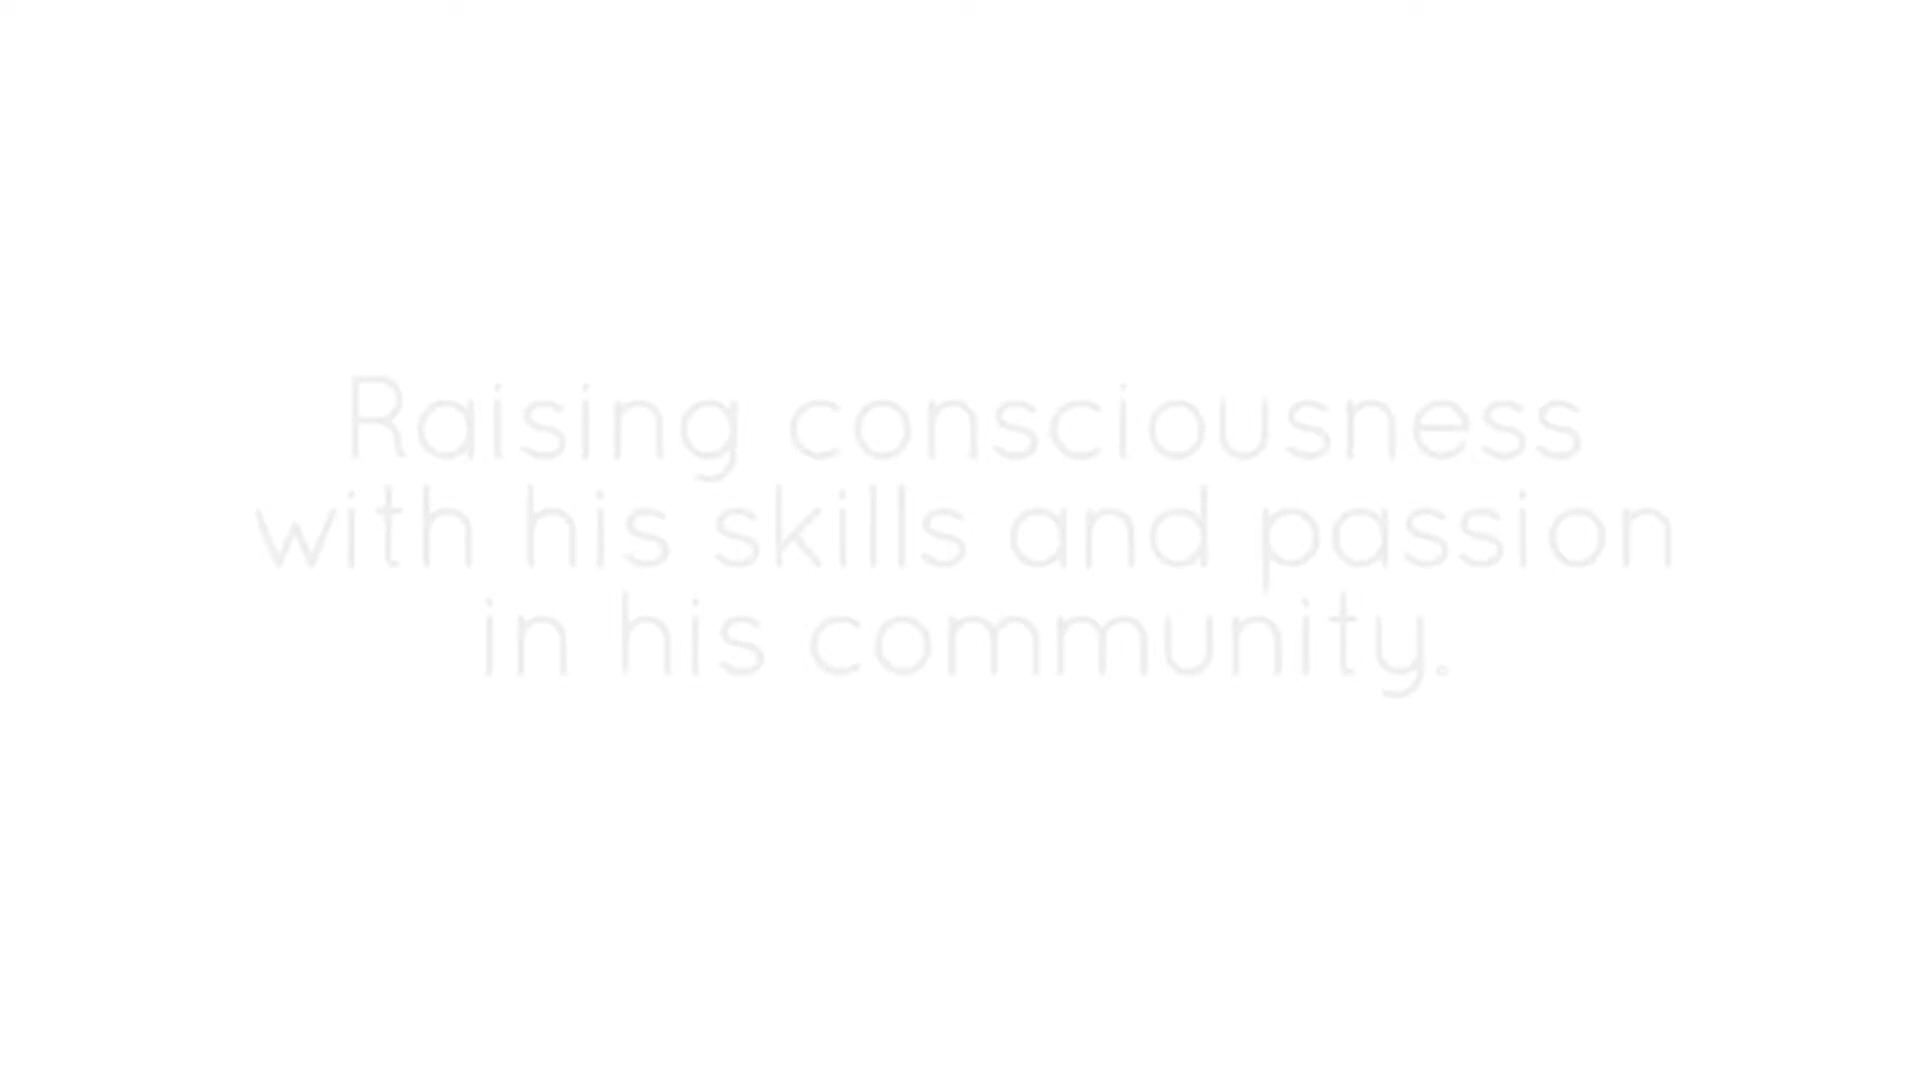 Raising consciousness
with his skills and passion
in his community.